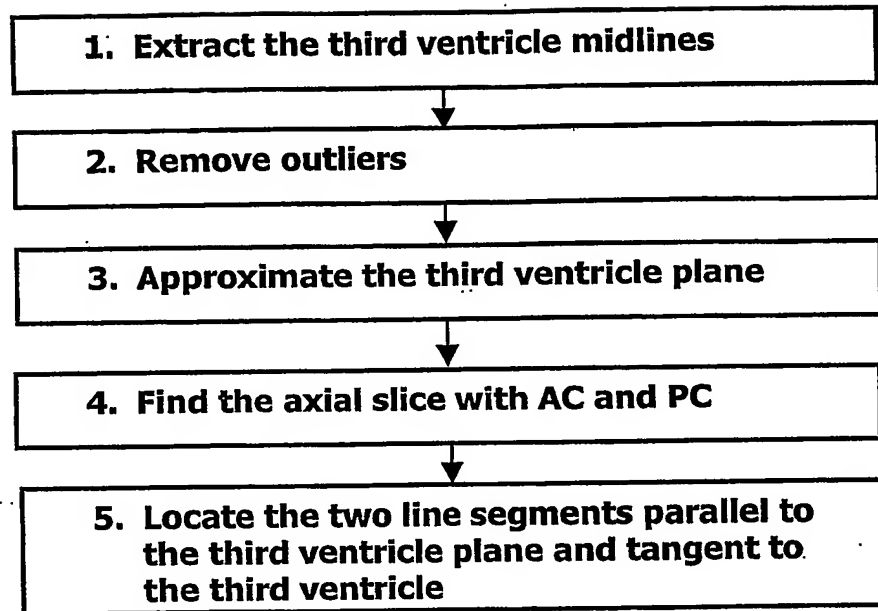 1. Extract the third ventricle midlines
2. Remove outliers
3. Approximate the third ventricle plane
4. Find the axial slice with AC and PC
5. Locate the two line segments parallel to
the third ventricle plane and tangent to
the third ventricle